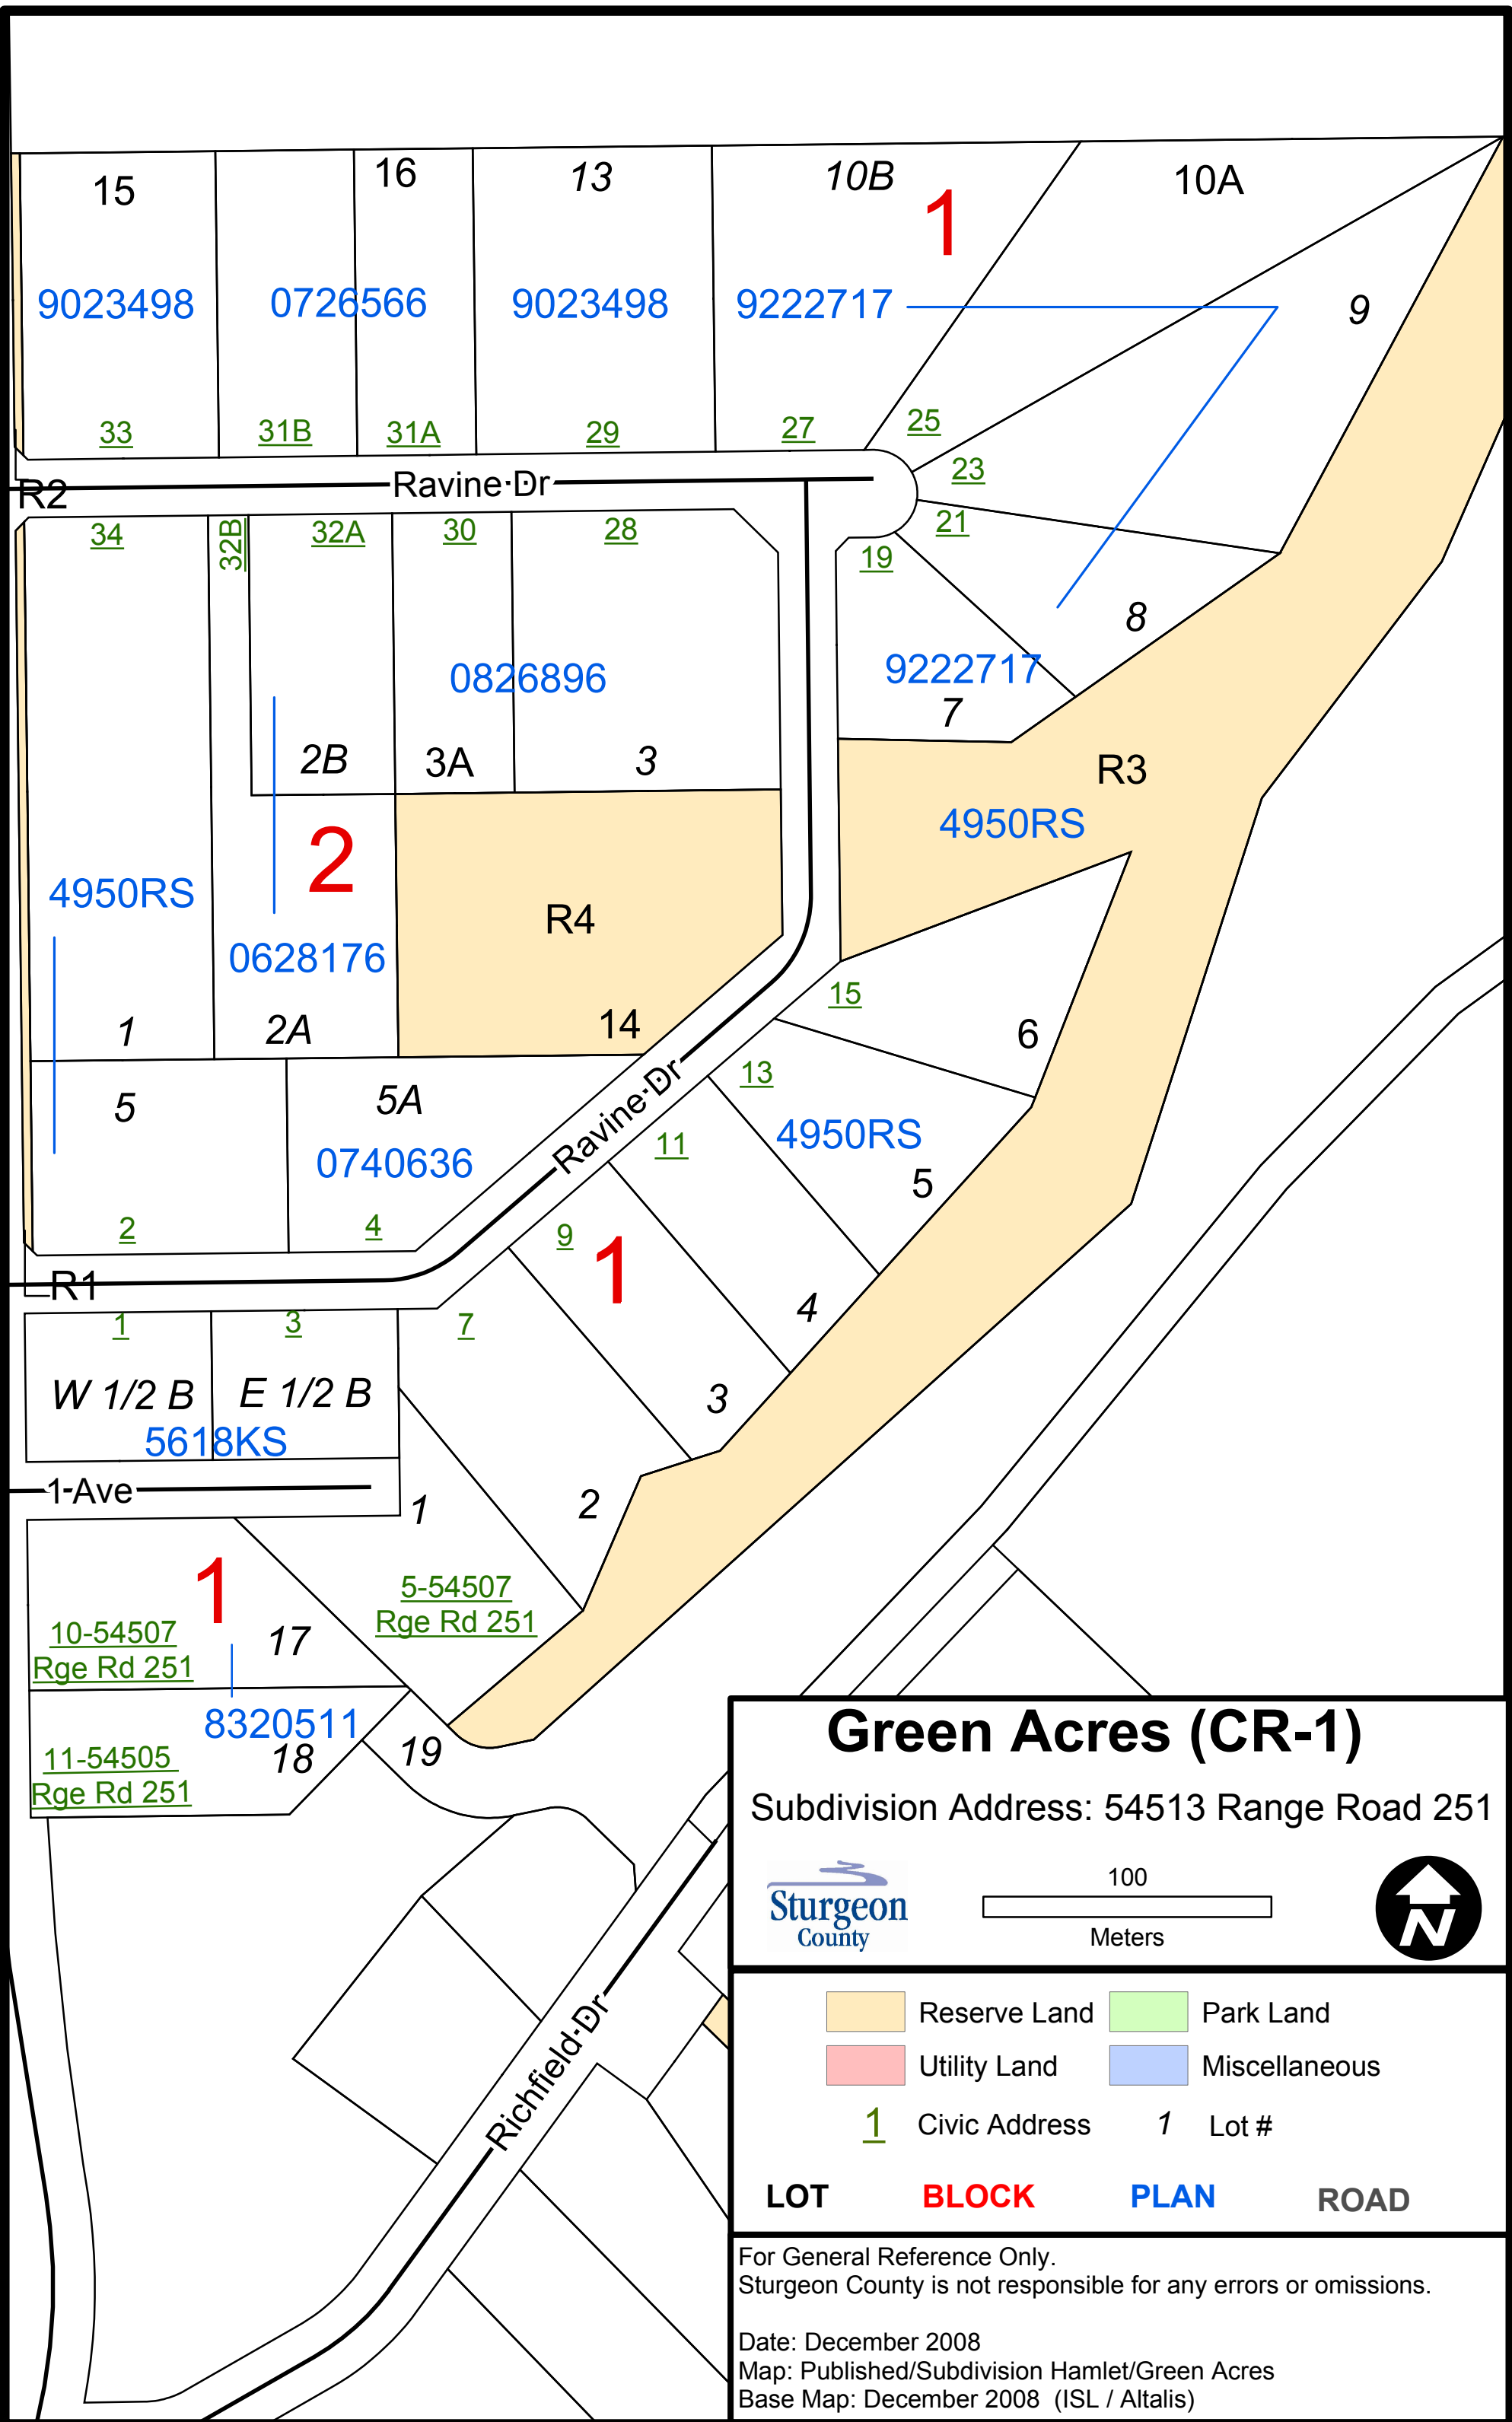 15
16
13
10B
10A
1
9023498
0726566
9023498
9222717
9
33
31B
31A
29
27
25
23
R2
Ravine Dr
34
32B
32A
30
28
21
19
8
0826896
9222717
7
2B
3A
3
R3
4950RS
2
4950RS
R4
0628176
15
1
2A
14
6
13
5
5A
Ravine Dr
11
4950RS
0740636
5
2
4
9
1
R1
4
1
3
7
W 1/2 B
E 1/2 B
3
5618KS
1 Ave
1
2
1
5-54507
Rge Rd 251
10-54507
Rge Rd 251
17
8320511
11-54505
Rge Rd 251
18
19
Richfield Dr
Green Acres (CR-1)
Subdivision Address: 54513 Range Road 251
Sturgeon
County
100
Meters
N
Reserve Land
Park Land
Utility Land
Miscellaneous
1 Civic Address
1 Lot #
LOT BLOCK PLAN ROAD
For General Reference Only.
Sturgeon County is not responsible for any errors or omissions.
Date: December 2008
Map: Published/Subdivision Hamlet/Green Acres
Base Map: December 2008 (ISL / Altalis)